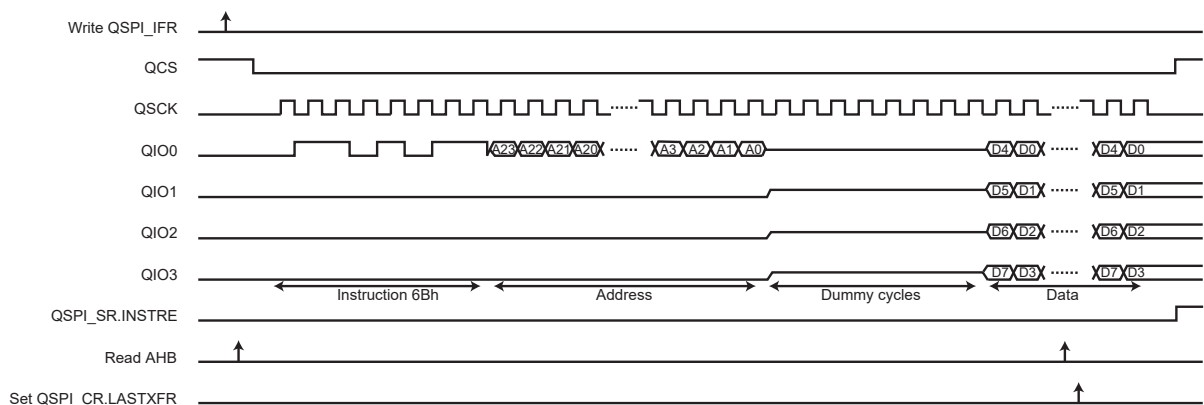 Write QSPI_IFR
QCS
QSCK
QIO0 A23 A22 A21 A20 A3 A2 A1 A0 D4 D0 D4 D0
QIO1 D5 D1 D5 D1
QIO2 D6 D2 D6 D2
QIO3 D7 D3 D7 D3
Instruction 6Bh Address Dummy cycles Data
QSPI_SR.INSTRE
Read AHB
Set QSPI_CR.LASTXFR